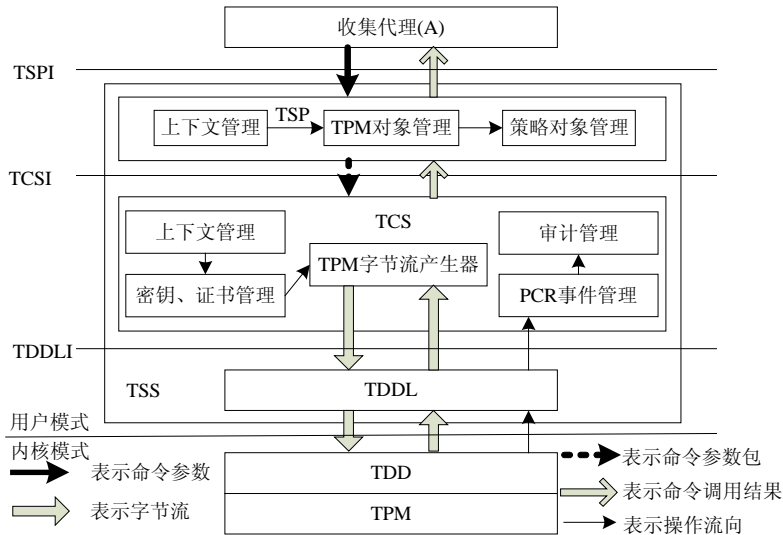 收集代理(A)
TSPI
TSP
上下文管理
TPM对象管理
策略对象管理
TCSI
TCS
上下文管理
审计管理
TPM字节流产生器
密钥、证书管理
PCR事件管理
TDDLI
TSS
TDDL
用户模式
内核模式
表示命令参数
TDD
表示命令参数包
表示字节流
TPM
表示命令调用结果
表示操作流向